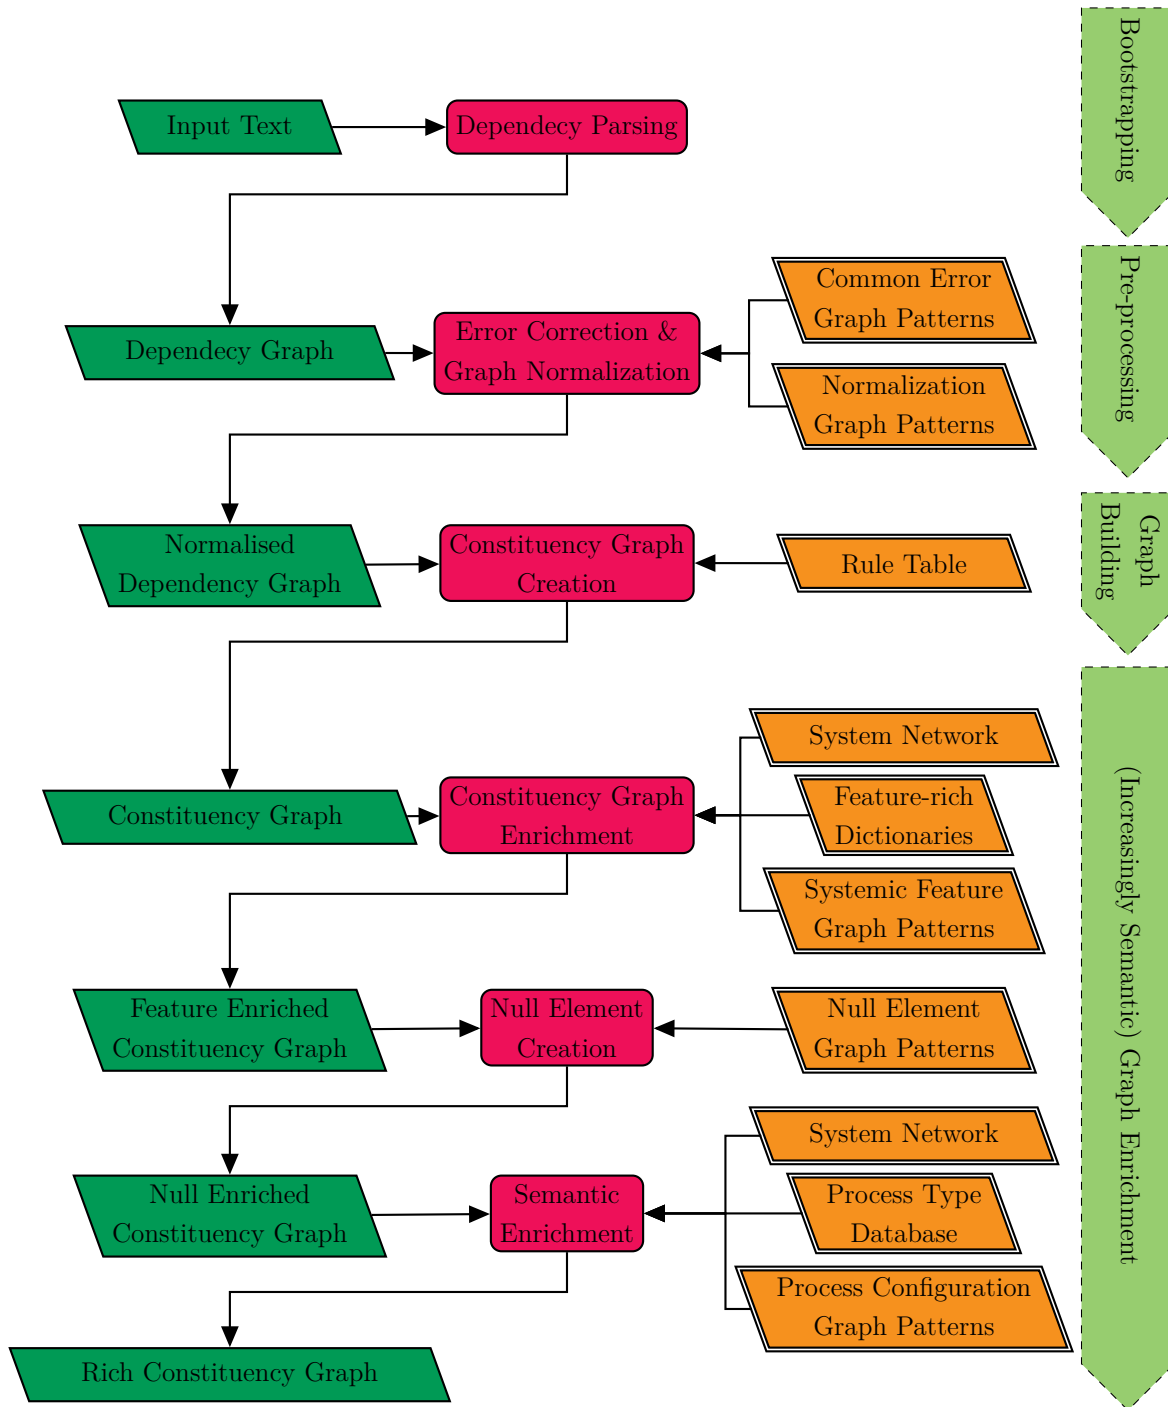 Bootstrapping
Input Text
Dependecy Parsing
Pre-processing
Common Error
Graph Patterns
Dependecy Graph
Error Correction &
Graph Normalization
Normalization
Graph Patterns
Graph
Building
Normalised
Dependency Graph
Constituency Graph
Creation
Rule Table
(Increasingly Semantic) Graph Enrichment
System Network
Constituency Graph
Constituency Graph
Enrichment
Feature-rich
Dictionaries
Systemic Feature
Graph Patterns
Feature Enriched
Constituency Graph
Null Element
Creation
Null Element
Graph Patterns
System Network
Null Enriched
Constituency Graph
Semantic
Enrichment
Process Type
Database
Process Configuration
Graph Patterns
Rich Constituency Graph